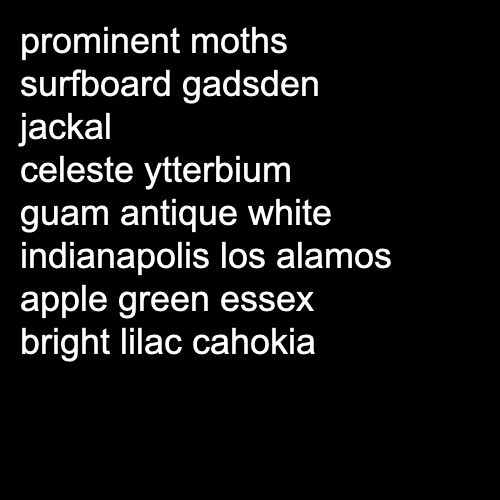 prominent moths
surfboard gadsden
jackal
celeste ytterbium
guam antique white
indianapolis los alamos
apple green essex
bright lilac cahokia